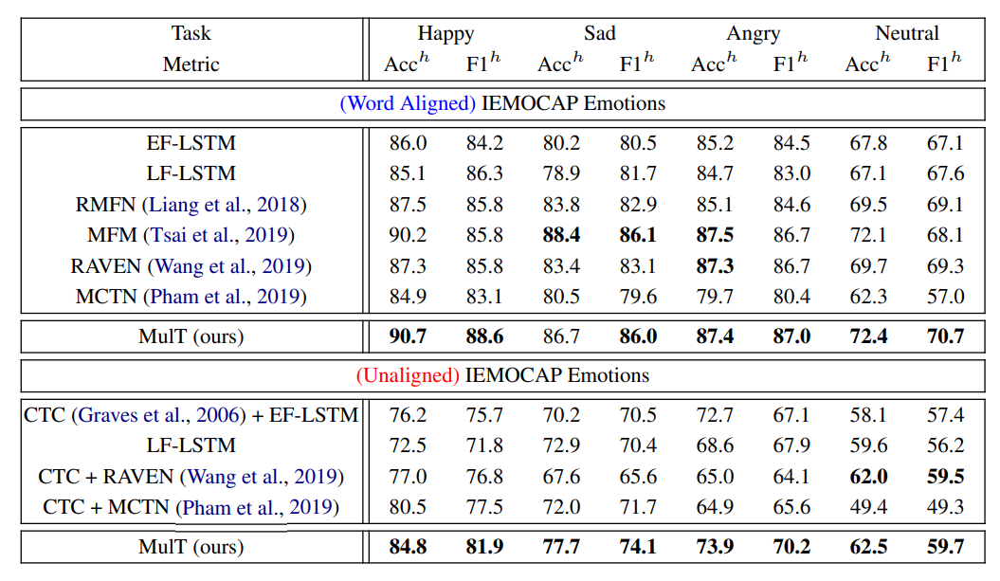 Task Happy Sad Angry Neutral
Metric Acc^h F1^h Acc^h F1^h Acc^h F1^h Acc^h F1^h
(Word Aligned) IEMOCAP Emotions
EF-LSTM 86.0 84.2 80.2 80.5 85.2 84.5 67.8 67.1
LF-LSTM 85.1 86.3 78.9 81.7 84.7 83.0 67.1 67.6
RMFN (Liang et al., 2018) 87.5 85.8 83.8 82.9 85.1 84.6 69.5 69.1
MFM (Tsai et al., 2019) 90.2 85.8 88.4 86.1 87.5 86.7 72.1 68.1
RAVEN (Wang et al., 2019) 87.3 85.8 83.4 83.1 87.3 86.7 69.7 69.3
MCTN (Pham et al., 2019) 84.9 83.1 80.5 79.6 79.7 80.4 62.3 57.0
MulT (ours) 90.7 88.6 86.7 86.0 87.4 87.0 72.4 70.7
(Unaligned) IEMOCAP Emotions
CTC (Graves et al., 2006) + EF-LSTM 76.2 75.7 70.2 70.5 72.7 67.1 58.1 57.4
LF-LSTM 72.5 71.8 72.9 70.4 68.6 67.9 59.6 56.2
CTC + RAVEN (Wang et al., 2019) 77.0 76.8 67.6 65.6 65.0 64.1 62.0 59.5
CTC + MCTN (Pham et al., 2019) 80.5 77.5 72.0 71.7 64.9 65.6 49.4 49.3
MulT (ours) 84.8 81.9 77.7 74.1 73.9 70.2 62.5 59.7